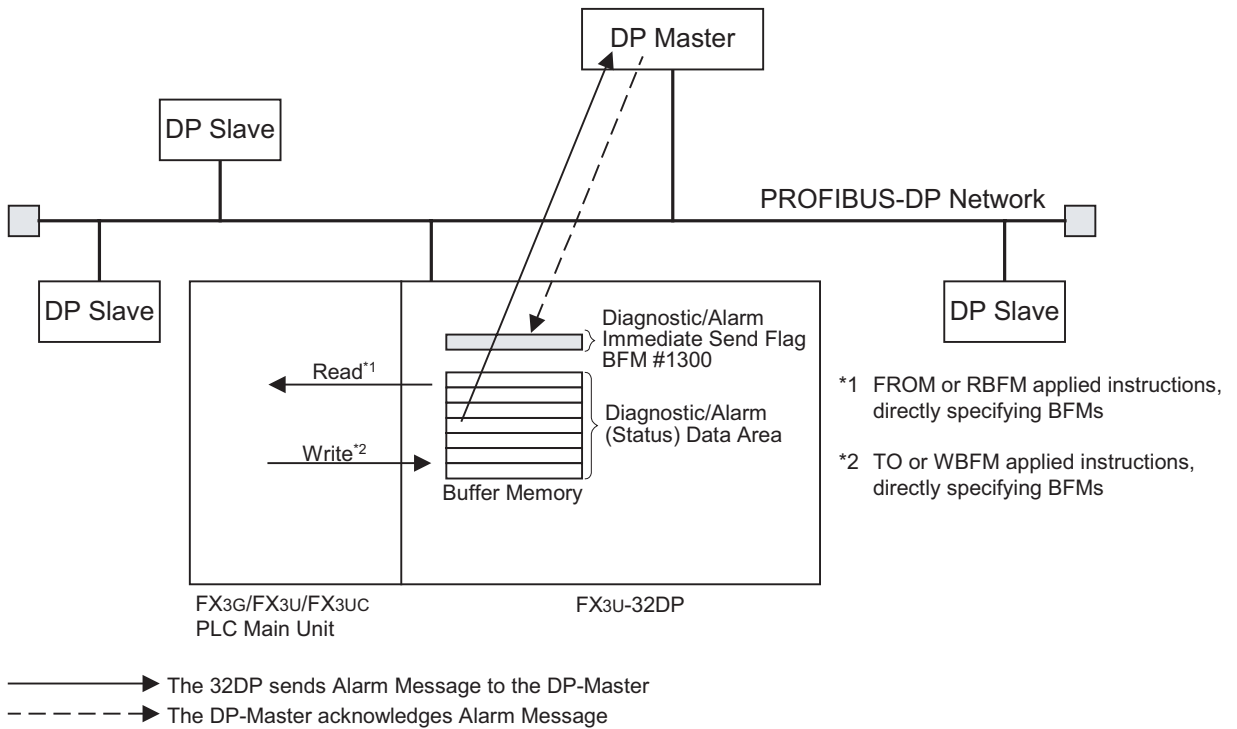 DP Master
DP Slave
PROFIBUS-DP Network
DP Slave
DP Slave
Diagnostic/Alarm
Immediate Send Flag
BFM #1300
Read*1
Diagnostic/Alarm
(Status) Data Area
Write*2
Buffer Memory
*1 FROM or RBFM applied instructions,
directly specifying BFMs
*2 TO or WBFM applied instructions,
directly specifying BFMs
FX3G/FX3U/FX3UC
PLC Main Unit
FX3U-32DP
The 32DP sends Alarm Message to the DP-Master
The DP-Master acknowledges Alarm Message